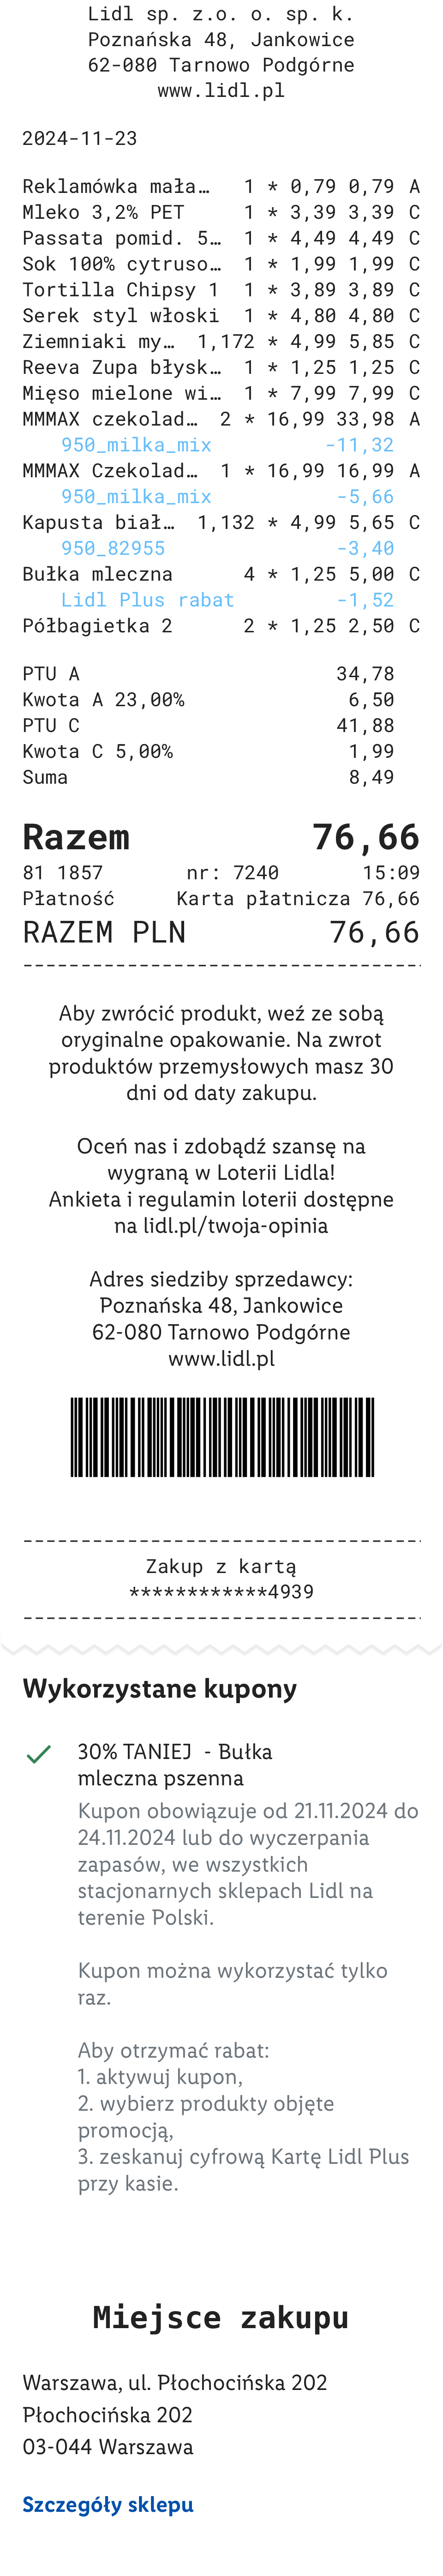 Lidl sp. z.o. o. sp. k.
Poznańska 48, Jankowice
62-080 Tarnowo Podgórne
www.lidl.pl
2024-11-23
Reklamówka mała… 1 * 0,79 0,79 A
Mleko 3,2% PET 1 * 3,39 3,39 C
Passata pomid. 5… 1 * 4,49 4,49 C
Sok 100% cytruso… 1 * 1,99 1,99 C
Tortilla Chipsy 1 1 * 3,89 3,89 C
Serek styl włoski 1 * 4,80 4,80 C
Ziemniaki my… 1,172 * 4,99 5,85 C
Reeva Zupa błysk… 1 * 1,25 1,25 C
Mięso mielone wi… 1 * 7,99 7,99 C
MMMAX czekolad… 2 * 16,99 33,98 A
950_milka_mix -11,32
MMMAX Czekolad… 1 * 16,99 16,99 A
950_milka_mix -5,66
Kapusta biał… 1,132 * 4,99 5,65 C
950_82955 -3,40
Bułka mleczna 4 * 1,25 5,00 C
Lidl Plus rabat -1,52
Półbagietka 2 2 * 1,25 2,50 C
PTU A 34,78
Kwota A 23,00% 6,50
PTU C 41,88
Kwota C 5,00% 1,99
Suma 8,49
Razem 76,66
81 1857 nr: 7240 15:09
Płatność Karta płatnicza 76,66
RAZEM PLN 76,66
Aby zwrócić produkt, weź ze sobą
oryginalne opakowanie. Na zwrot
produktów przemysłowych masz 30
dni od daty zakupu.
Oceń nas i zdobądź szansę na
wygraną w Loterii Lidla!
Ankieta i regulamin loterii dostępne
na lidl.pl/twoja-opinia
Adres siedziby sprzedawcy:
Poznańska 48, Jankowice
62-080 Tarnowo Podgórne
www.lidl.pl
Zakup z kartą
************4939
Wykorzystane kupony
30% TANIEJ - Bułka
mleczna pszenna
Kupon obowiązuje od 21.11.2024 do
24.11.2024 lub do wyczerpania
zapasów, we wszystkich
stacjonarnych sklepach Lidl na
terenie Polski.
Kupon można wykorzystać tylko
raz.
Aby otrzymać rabat:
1. aktywuj kupon,
2. wybierz produkty objęte
promocją,
3. zeskanuj cyfrową Kartę Lidl Plus
przy kasie.
Miejsce zakupu
Warszawa, ul. Płochocińska 202
Płochocińska 202
03-044 Warszawa
Szczegóły sklepu